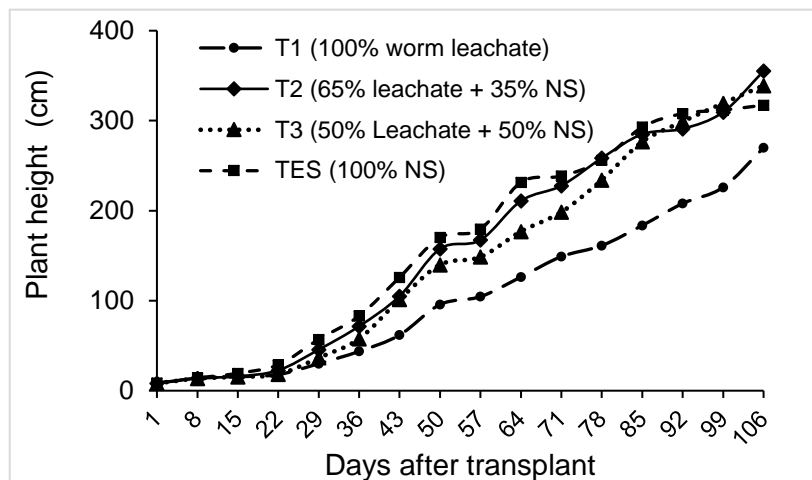 400
300
200
100
0
Plant height (cm)
T1 (100% worm leachate)
T2 (65% leachate + 35% NS)
T3 (50% Leachate + 50% NS)
TES (100% NS)
1 8 15 22 29 36 43 50 57 64 71 78 85 92 99 106
Days after transplant